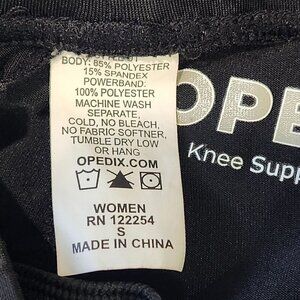 BODY: 85% POLYESTER
15% SPANDEX
POWERBAND:
100% POLYESTER
MACHINE WASH
SEPARATE,
COLD, NO BLEACH,
NO FABRIC SOFTNER,
TUMBLE DRY LOW
OR HANG
OPEDIX.COM
WOMEN
RN 122254
S
MADE IN CHINA
OPE
Knee Supp